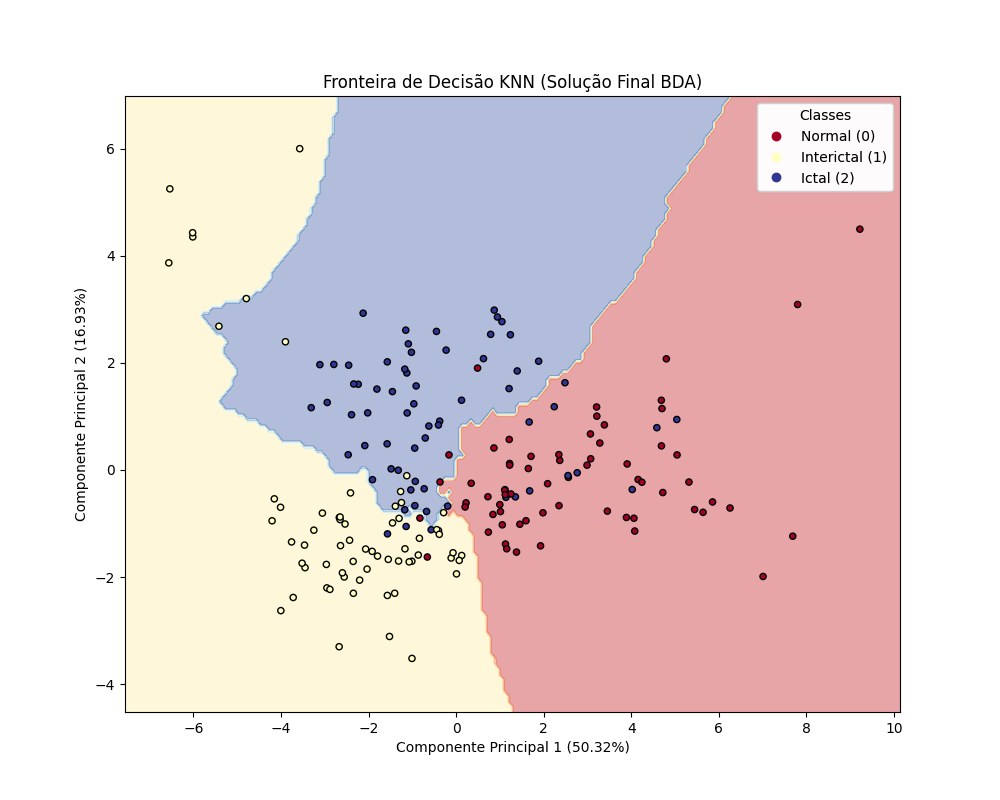 Fronteira de Decisão KNN (Solução Final BDA)
Classes
Normal (0)
Interictal (1)
Ictal (2)
6
4
2
0
−2
−4
Componente Principal 2 (16.93%)
−6 −4 −2 0 2 4 6 8 10
Componente Principal 1 (50.32%)